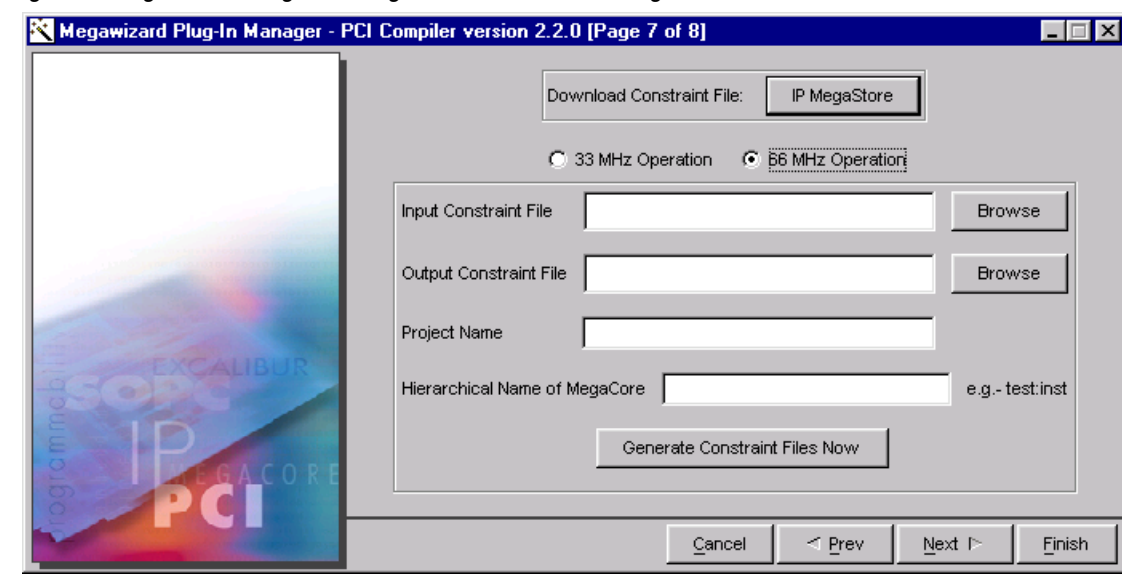 Megawizard Plug-In Manager - PCI Compiler version 2.2.0 [Page 7 of 8]
Download Constraint File: IP MegaStore
33 MHz Operation 66 MHz Operation
Input Constraint File Browse
Output Constraint File Browse
Project Name
Hierarchical Name of MegaCore e.g.- test:inst
Generate Constraint Files Now
EXCALIBUR
SOPC
programmability
IP
MEGACORE
PCI
Cancel < Prev Next > Finish